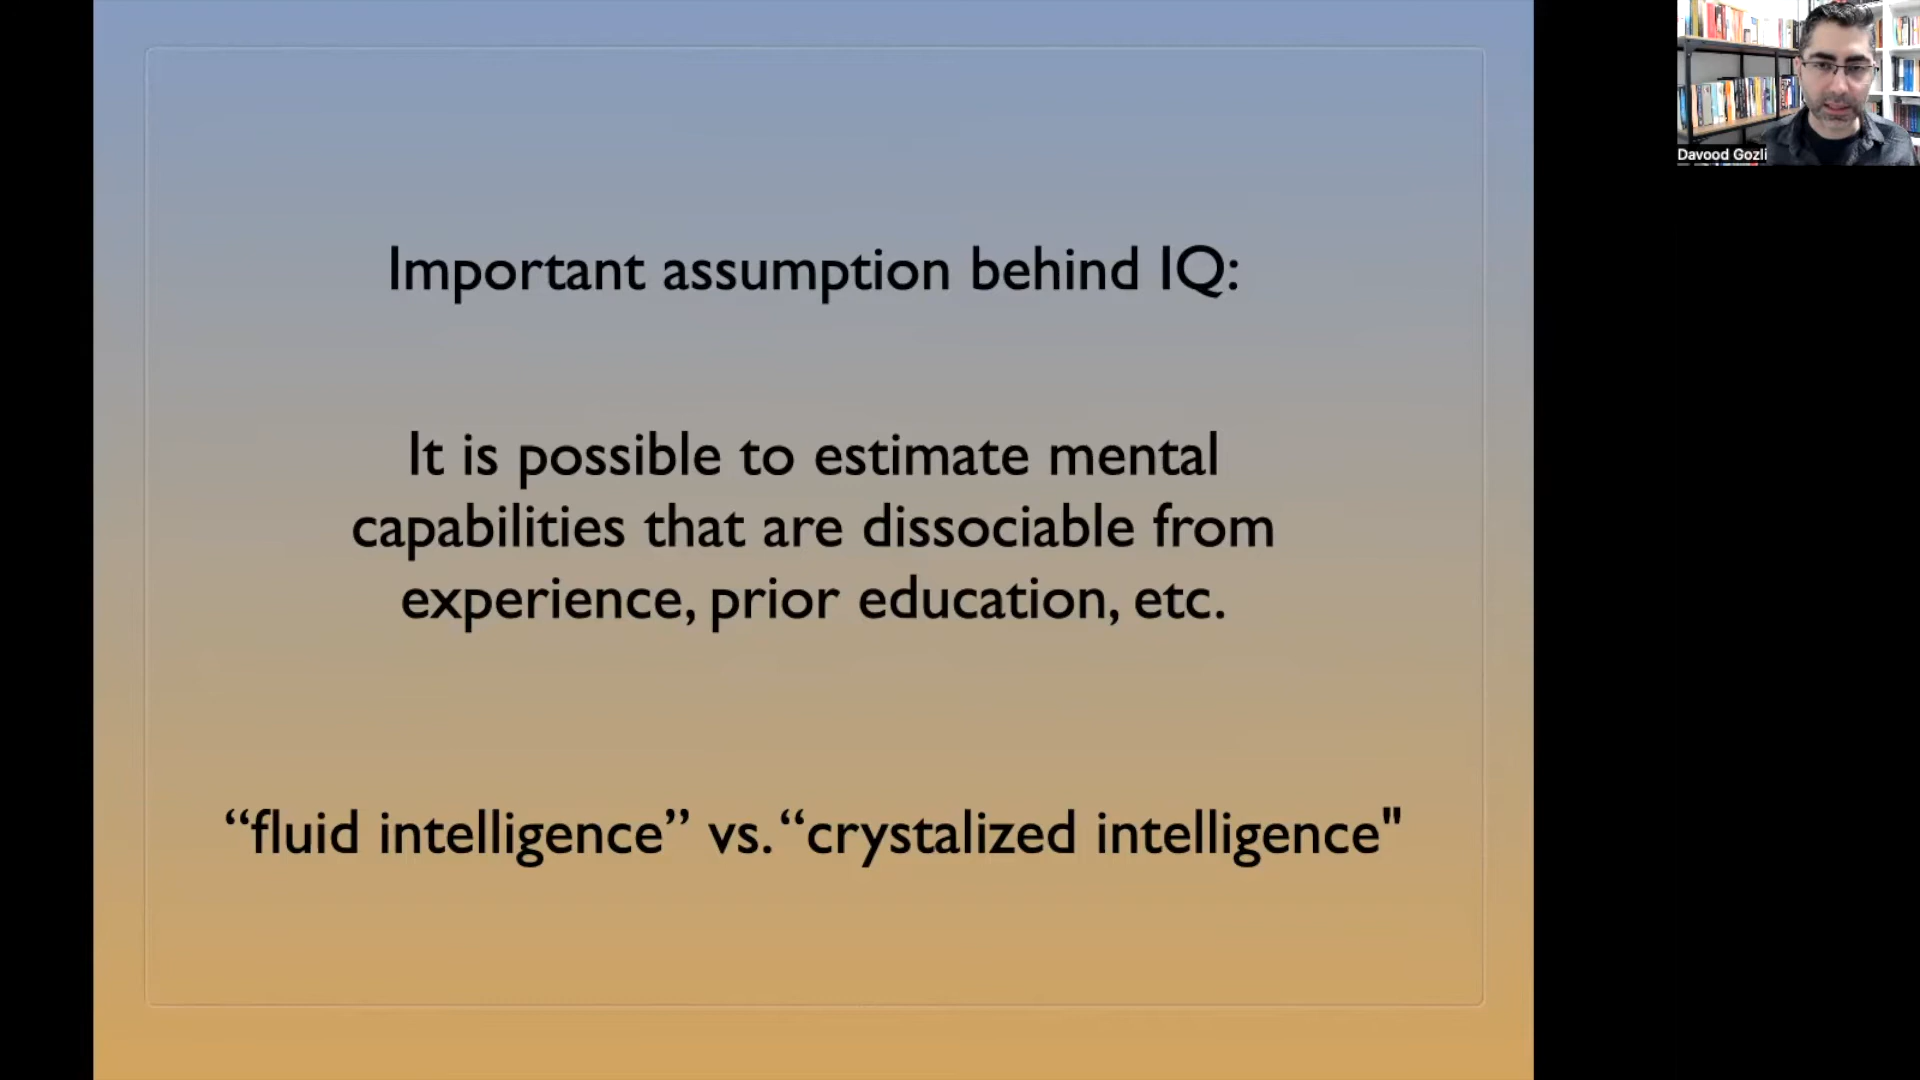 Important assumption behind IQ:
It is possible to estimate mental
capabilities that are dissociable from
experience, prior education, etc.
“fluid intelligence” vs. “crystalized intelligence"
Davood Gozli